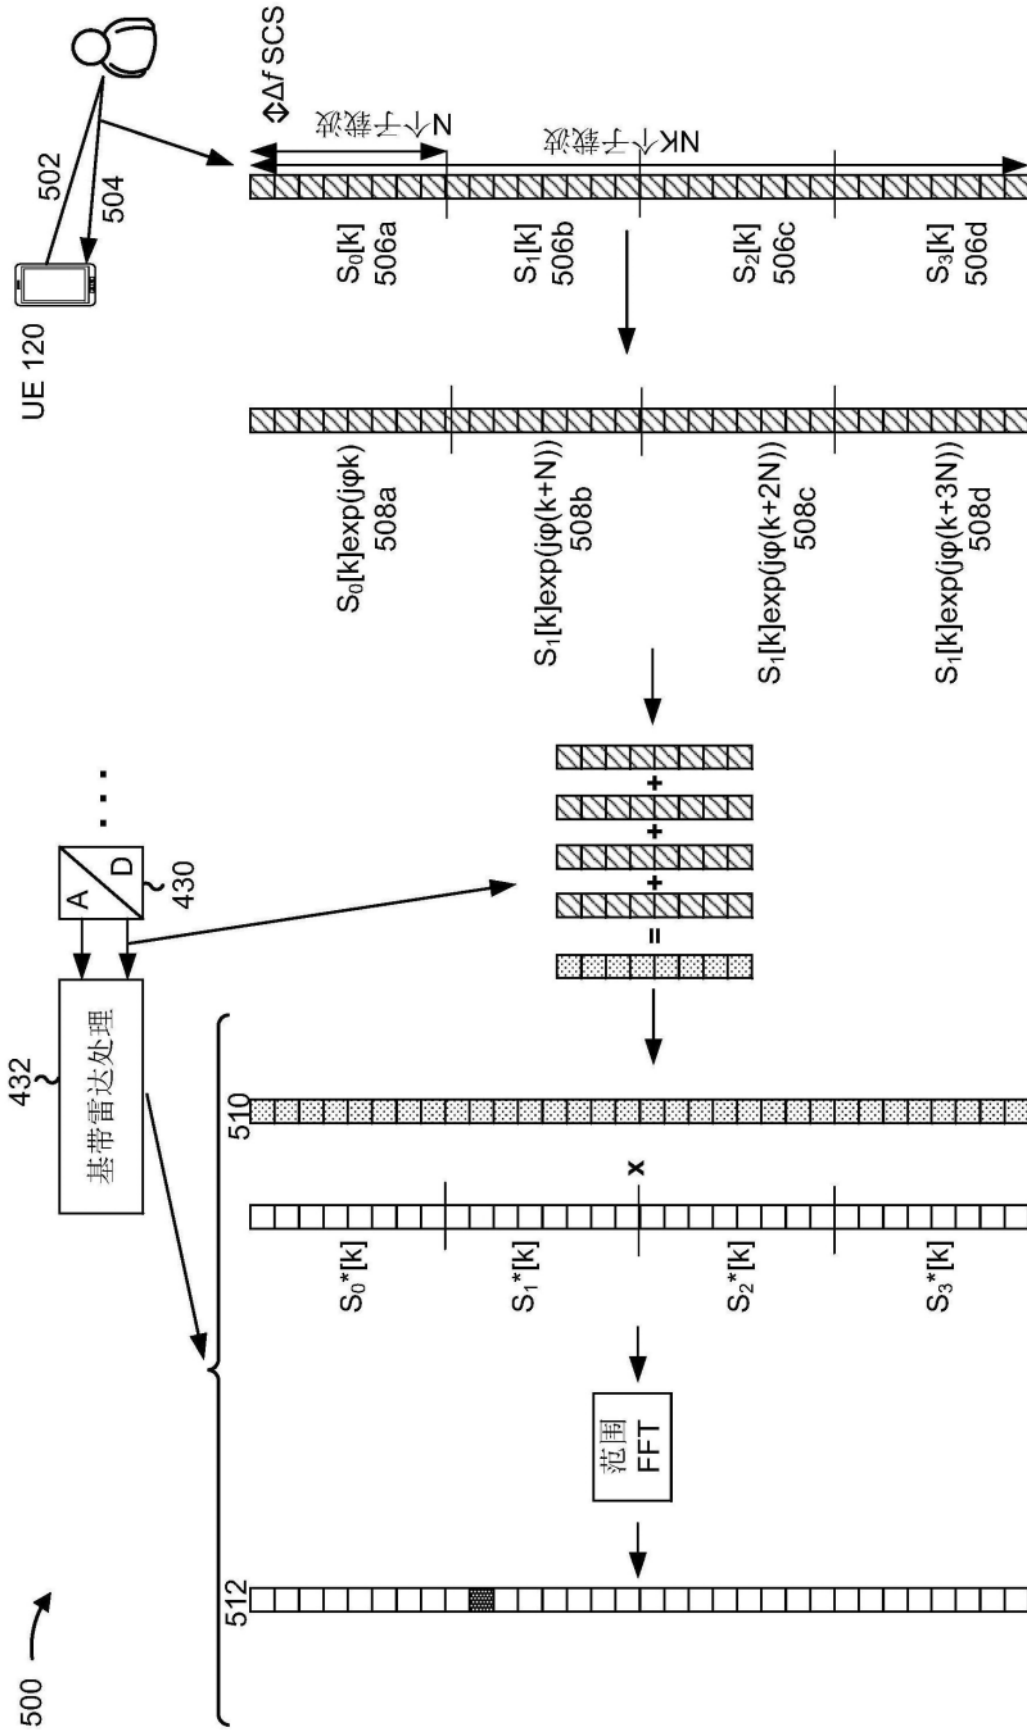 500
UE 120
502
504
Δf SCS
N个子载波
NK个子载波
S₀[k]
506a
S₁[k]
506b
S₂[k]
506c
S₃[k]
506d
S₀[k]exp(jφk)
508a
S₁[k]exp(jφ(k+N))
508b
S₁[k]exp(jφ(k+2N))
508c
S₁[k]exp(jφ(k+3N))
508d
A
D
430
. . .
432
基带雷达处理
+
+
+
=
510
x
S₀*[k]
S₁*[k]
S₂*[k]
S₃*[k]
范围
FFT
512